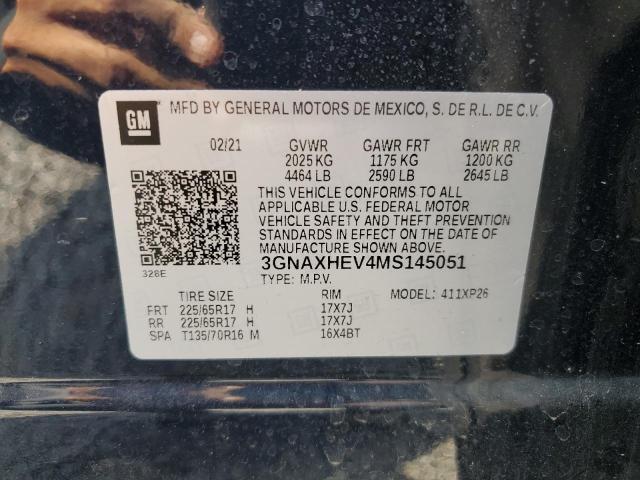 GM MFD BY GENERAL MOTORS DE MEXICO, S. DE R.L. DE C.V.
02/21 GVWR GAWR FRT GAWR RR
2025 KG 1175 KG 1200 KG
4464 LB 2590 LB 2645 LB
THIS VEHICLE CONFORMS TO ALL
APPLICABLE U.S. FEDERAL MOTOR
VEHICLE SAFETY AND THEFT PREVENTION
STANDARDS IN EFFECT ON THE DATE OF
MANUFACTURE SHOWN ABOVE.
328E 3GNAXHEV4MS145051
TYPE: M.P.V.
TIRE SIZE RIM MODEL: 411XP26
FRT 225/65R17 H 17X7J
RR 225/65R17 H 17X7J
SPA T135/70R16 M 16X4BT